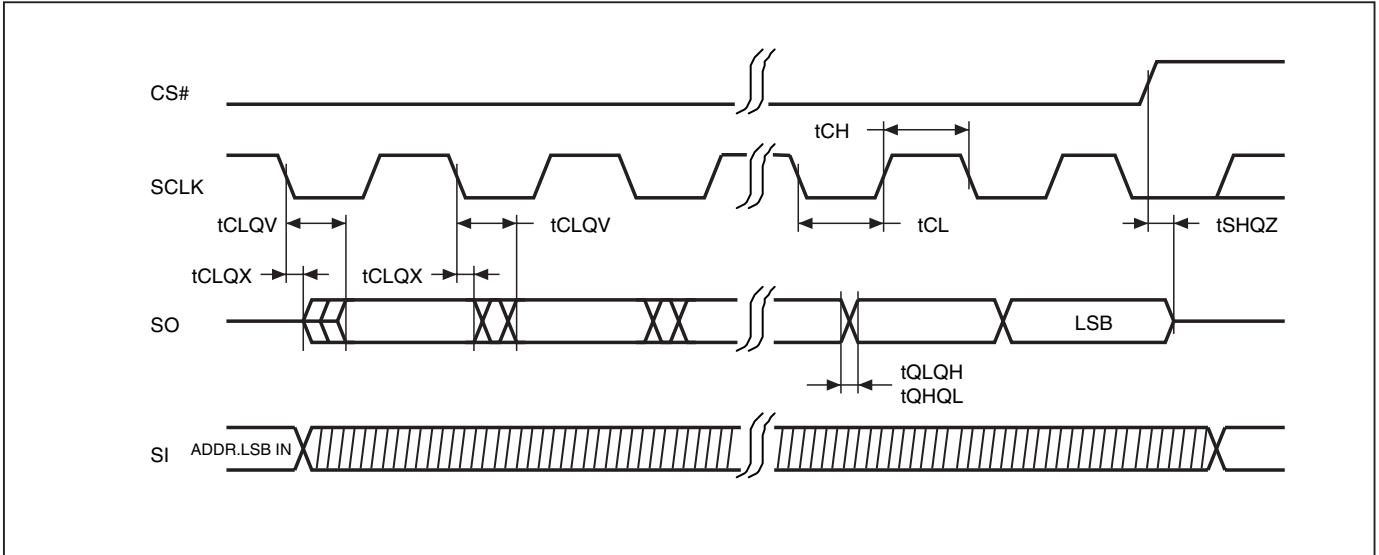 CS#
tCH
SCLK
tCLQV
tCLQV
tCL
tSHQZ
tCLQX
tCLQX
SO
LSB
tQLQH
tQHQL
SI
ADDR.LSB IN